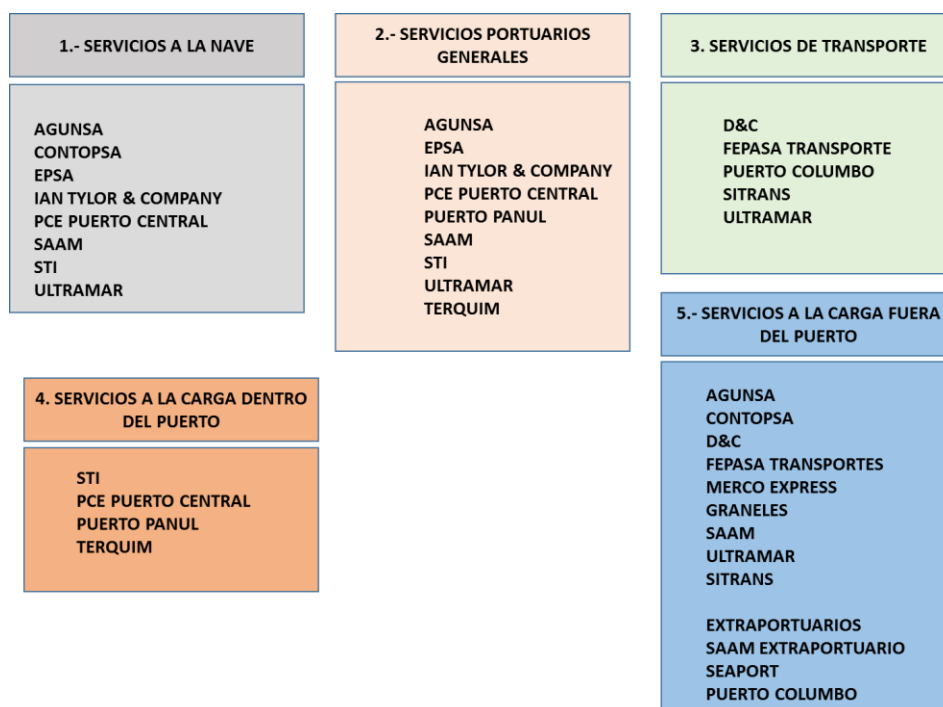 1.- SERVICIOS A LA NAVE
AGUNSA
CONTOPSA
EPSA
IAN TYLOR & COMPANY
PCE PUERTO CENTRAL
SAAM
STI
ULTRAMAR
2.- SERVICIOS PORTUARIOS
GENERALES
AGUNSA
EPSA
IAN TYLOR & COMPANY
PCE PUERTO CENTRAL
PUERTO PANUL
SAAM
STI
ULTRAMAR
TERQUIM
3. SERVICIOS DE TRANSPORTE
D&C
FEPASA TRANSPORTE
PUERTO COLUMBO
SITRANS
ULTRAMAR
4. SERVICIOS A LA CARGA DENTRO
DEL PUERTO
STI
PCE PUERTO CENTRAL
PUERTO PANUL
TERQUIM
5.- SERVICIOS A LA CARGA FUERA
DEL PUERTO
AGUNSA
CONTOPSA
D&C
FEPASA TRANSPORTES
MERCO EXPRESS
GRANELES
SAAM
ULTRAMAR
SITRANS
EXTRAPORTUARIOS
SAAM EXTRAPORTUARIO
SEAPORT
PUERTO COLUMBO